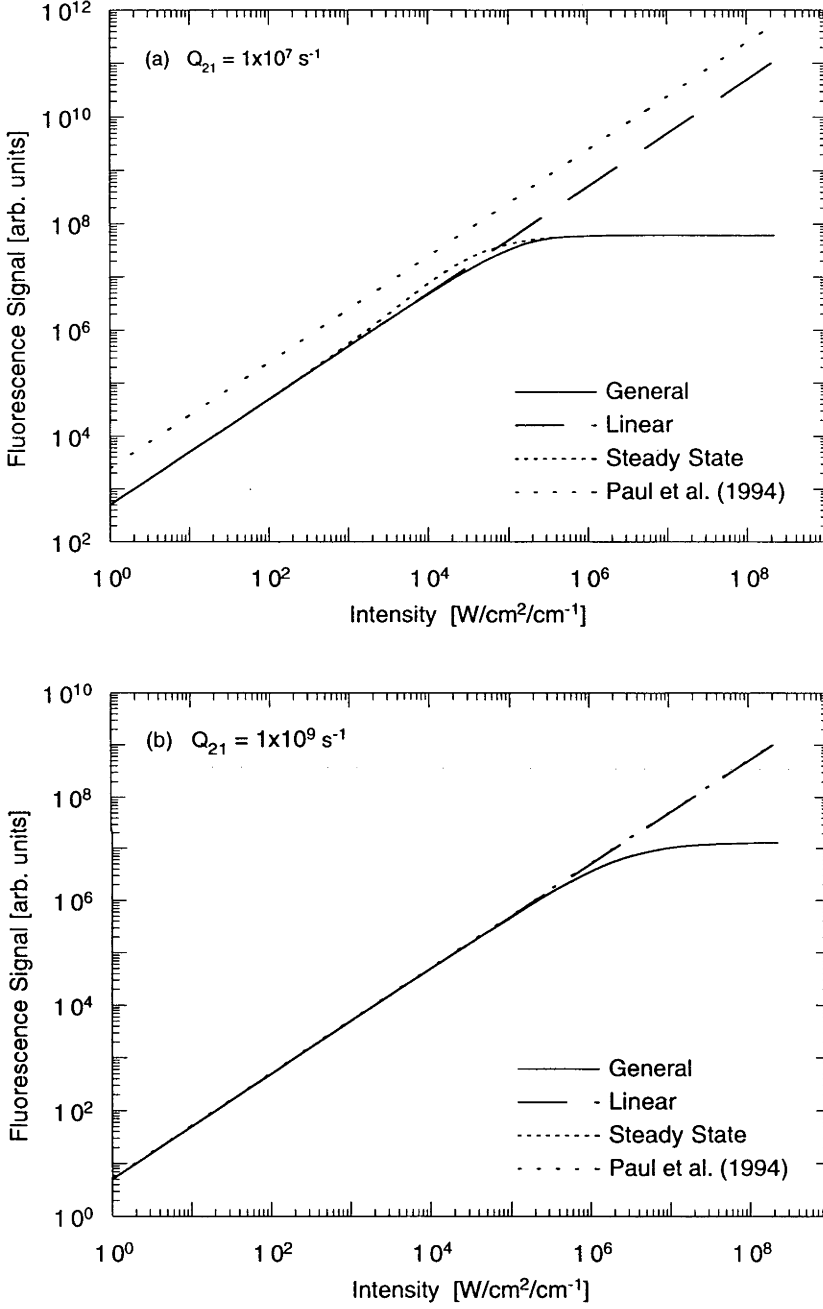 10¹²
(a) Q₂₁ = 1x10⁷ s⁻¹
10¹⁰
10⁸
10⁶
10⁴
10²
Fluorescence Signal [arb. units]
General
Linear
Steady State
Paul et al. (1994)
10⁰ 10² 10⁴ 10⁶ 10⁸
Intensity [W/cm²/cm⁻¹]
10¹⁰
(b) Q₂₁ = 1x10⁹ s⁻¹
10⁸
10⁶
10⁴
10²
10⁰
Fluorescence Signal [arb. units]
General
Linear
Steady State
Paul et al. (1994)
10⁰ 10² 10⁴ 10⁶ 10⁸
Intensity [W/cm²/cm⁻¹]